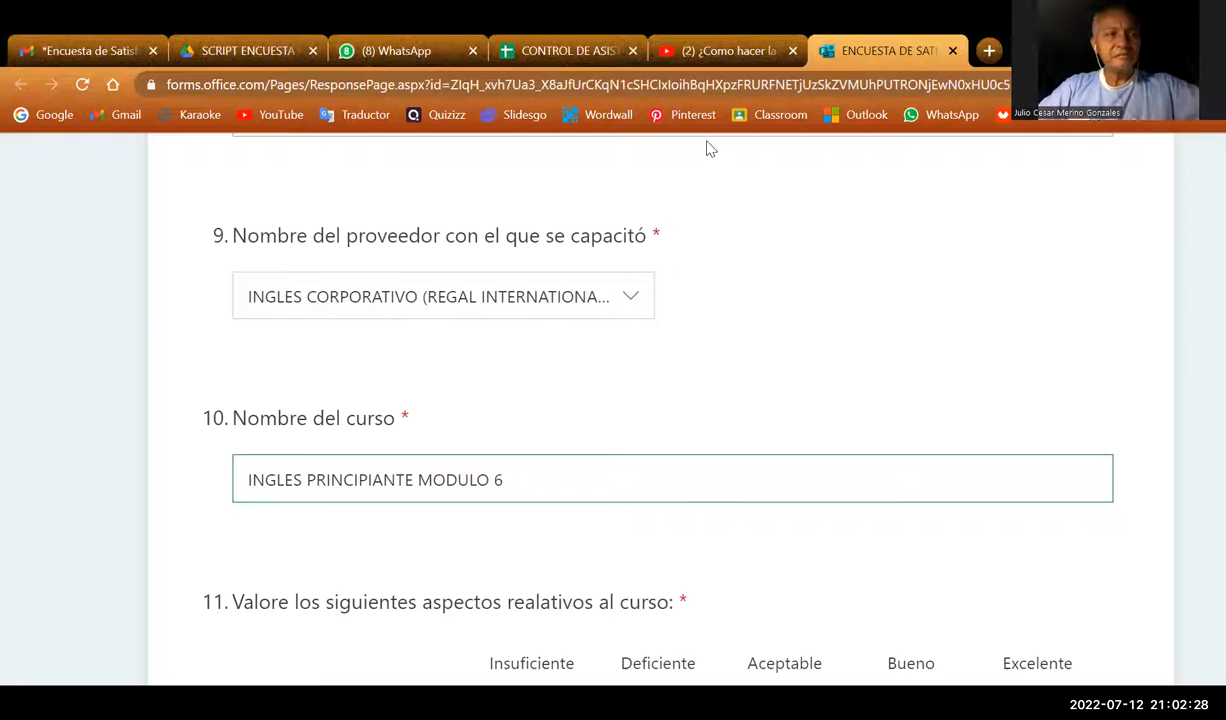 *Encuesta de Satis
SCRIPT ENCUESTA
(8) WhatsApp
CONTROL DE ASIS
(2) ¿Como hacer la
ENCUESTA DE SATI
forms.office.com/Pages/ResponsePage.aspx?id=ZIqH_xvh7Ua3_X8aJfUrCKqN1cSHCIxIoihBqHXpzFRURFNETjUzSkZVMUhPUTRONjEwN0xHU0c5
Google
Gmail
Karaoke
YouTube
Traductor
Quizizz
Slidesgo
Wordwall
Pinterest
Classroom
Outlook
WhatsApp
Julio Cesar Merino Gonzales
9. Nombre del proveedor con el que se capacitó *
INGLES CORPORATIVO (REGAL INTERNATIONA...
10. Nombre del curso *
INGLES PRINCIPIANTE MODULO 6
11. Valore los siguientes aspectos realativos al curso: *
Insuficiente Deficiente Aceptable Bueno Excelente
2022-07-12 21:02:28